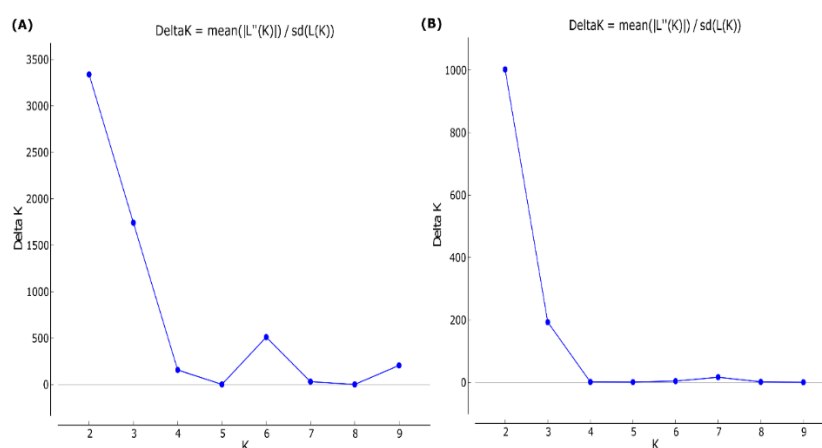 (A)
DeltaK = mean(|L"(K)|) / sd(L(K))
3500
3000
2500
2000
1500
1000
500
0
Delta K
2 3 4 5 6 7 8 9
K
(B)
DeltaK = mean(|L"(K)|) / sd(L(K))
1000
800
600
400
200
0
Delta K
2 3 4 5 6 7 8 9
K